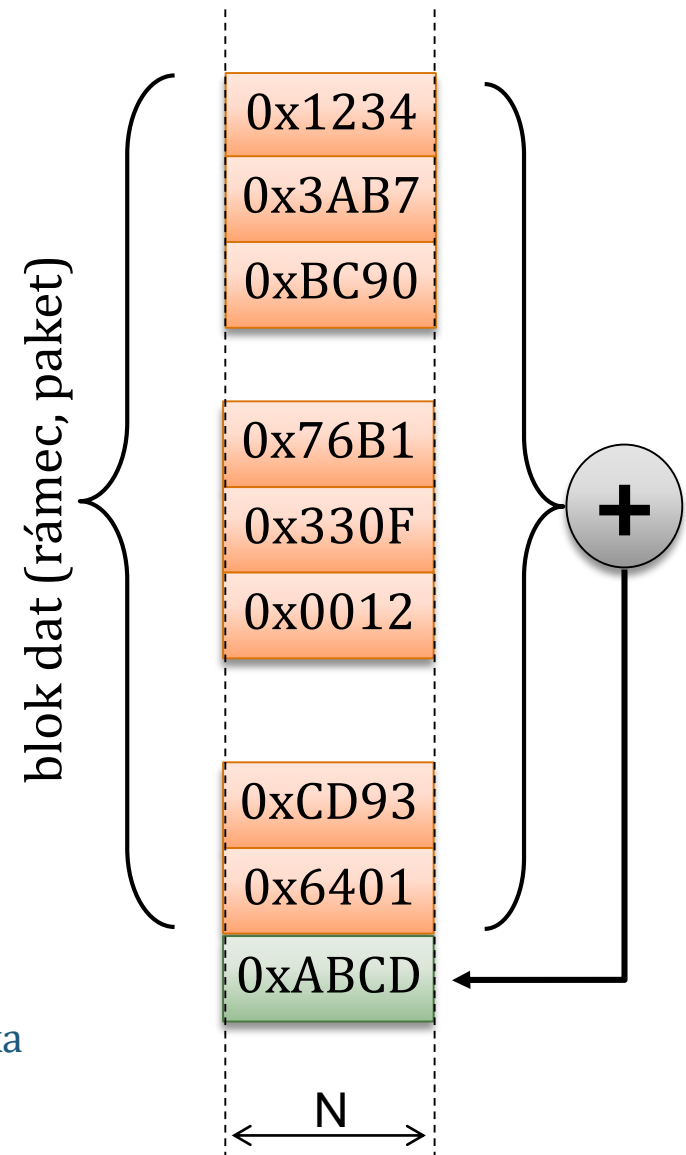 0x1234
0x3AB7
0xBC90
blok dat (rámec, paket)
0x76B1
0x330F
0x0012
+
0xCD93
0x6401
0xABCD
N